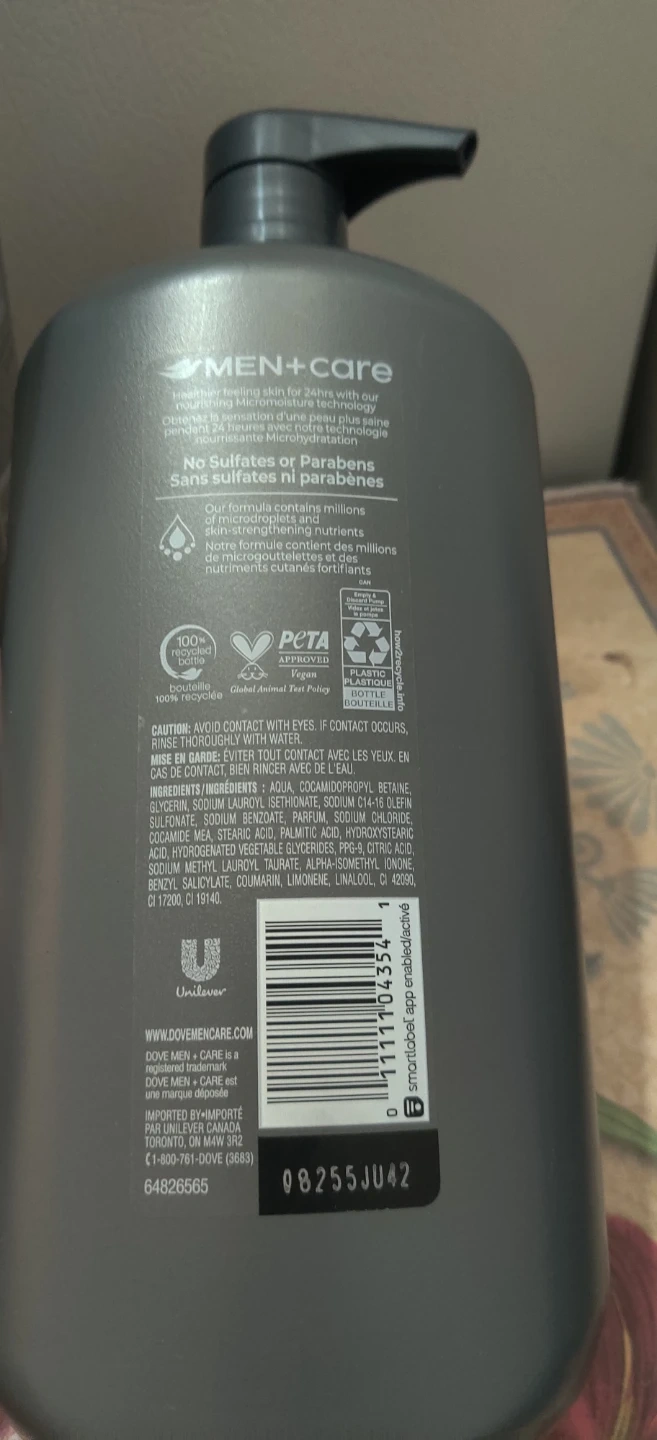 MEN+care
Healthier feeling skin for 24hrs with our
nourishing Micromoisture technology
Obtenez la sensation d'une peau plus saine
pendant 24 heures avec notre technologie
nourrissante Microhydratation
No Sulfates or Parabens
Sans sulfates ni parabènes
Our formula contains millions
of microdroplets and
skin-strengthening nutrients
Notre formule contient des millions
de microgouttelettes et des
nutriments cutanés fortifiants
100%
recycled
bottle
bouteille
100% recyclée
PETA
APPROVED
Vegan
Global Animal Test Policy
CAN
Empty &
Discard Pump
Videz et jetez
la pompe
PLASTIC
PLASTIQUE
BOTTLE
BOUTEILLE
how2recycle.info
CAUTION: AVOID CONTACT WITH EYES. IF CONTACT OCCURS,
RINSE THOROUGHLY WITH WATER.
MISE EN GARDE: ÉVITER TOUT CONTACT AVEC LES YEUX. EN
CAS DE CONTACT, BIEN RINCER AVEC DE L'EAU.
INGREDIENTS/INGRÉDIENTS : AQUA, COCAMIDOPROPYL BETAINE,
GLYCERIN, SODIUM LAUROYL ISETHIONATE, SODIUM C14-16 OLEFIN
SULFONATE, SODIUM BENZOATE, PARFUM, SODIUM CHLORIDE,
COCAMIDE MEA, STEARIC ACID, PALMITIC ACID, HYDROXYSTEARIC
ACID, HYDROGENATED VEGETABLE GLYCERIDES, PPG-9, CITRIC ACID,
SODIUM METHYL LAUROYL TAURATE, ALPHA-ISOMETHYL IONONE,
BENZYL SALICYLATE, COUMARIN, LIMONENE, LINALOOL, CI 42090,
CI 17200, CI 19140.
Unilever
WWW.DOVEMENCARE.COM
DOVE MEN + CARE is a
registered trademark
DOVE MEN + CARE est
une marque déposée
IMPORTED BY•IMPORTÉ
PAR UNILEVER CANADA
TORONTO, ON M4W 3R2
1-800-761-DOVE (3683)
64826565
0 11111 04354 1
smartlabel app enabled/activé
08255JU42